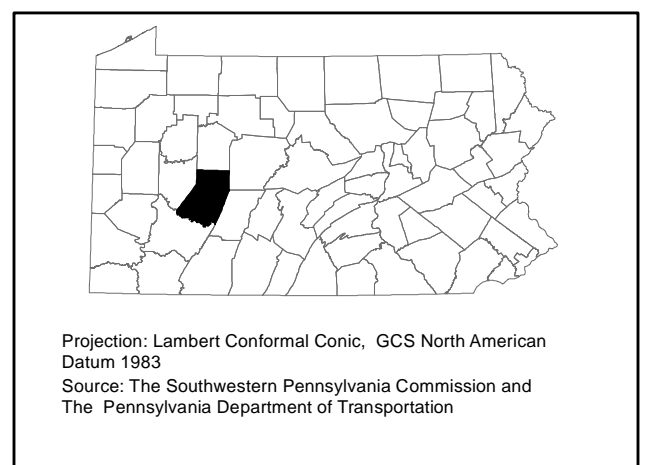 Projection: Lambert Conformal Conic,  GCS North American
Datum 1983
Source: The Southwestern Pennsylvania Commission and
The  Pennsylvania Department of Transportation